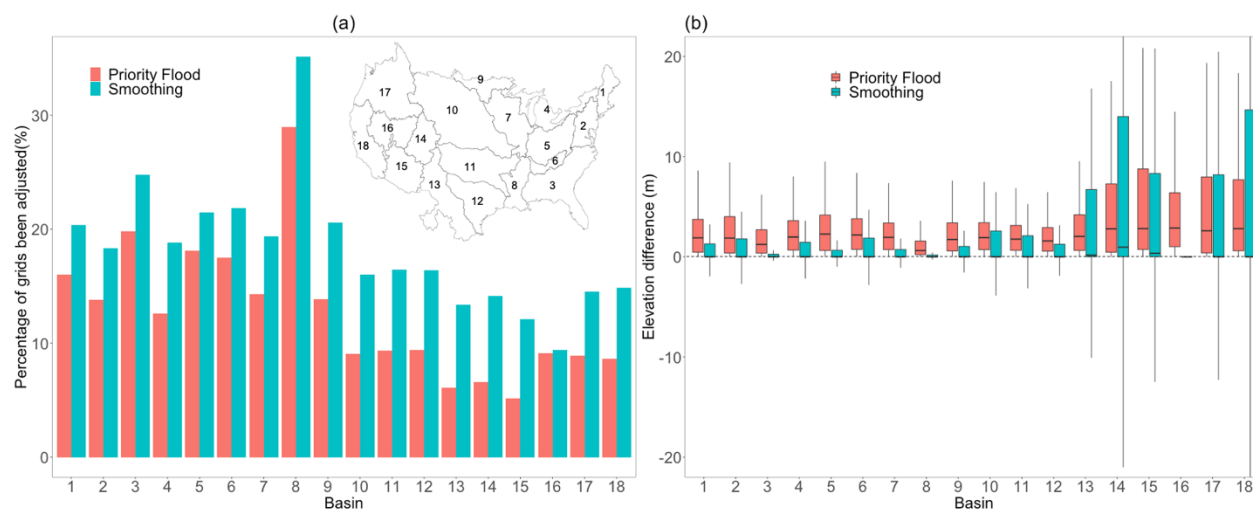 (a)
Percentage of grids been adjusted(%)
30
20
10
0
Priority Flood
Smoothing
9
1
17
4
10
7
2
16
14
5
18
6
15
11
8
3
13
12
1 2 3 4 5 6 7 8 9 10 11 12 13 14 15 16 17 18
Basin
(b)
Elevation difference (m)
20
10
0
-10
-20
Priority Flood
Smoothing
1 2 3 4 5 6 7 8 9 10 11 12 13 14 15 16 17 18
Basin